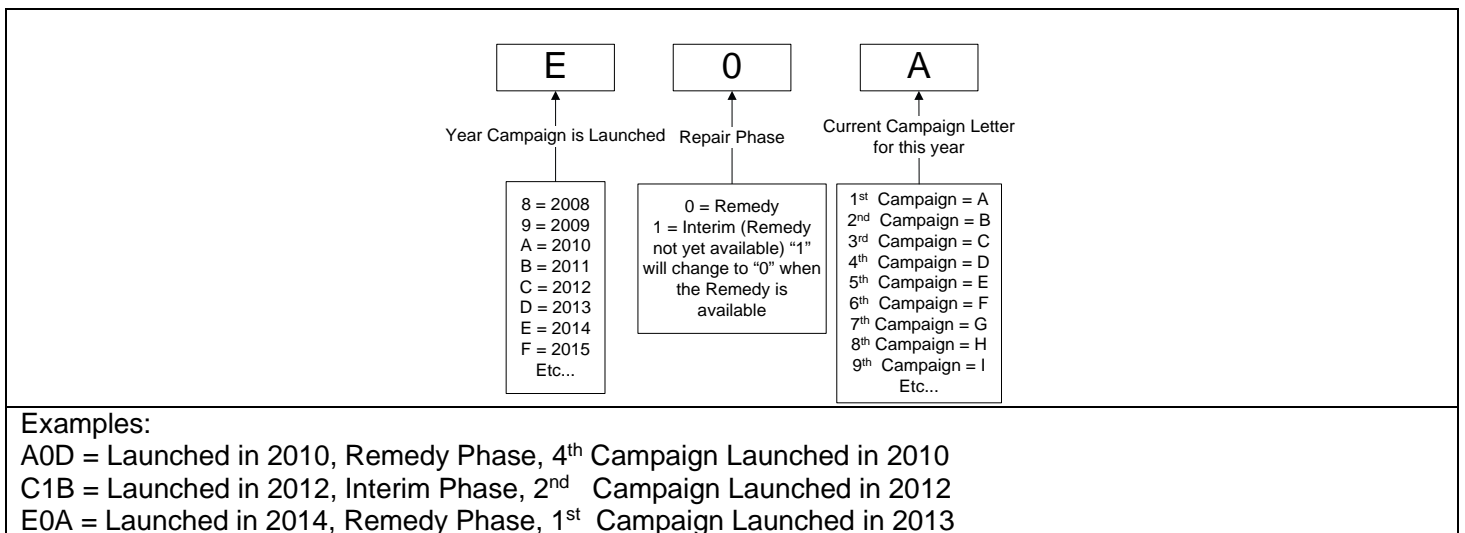 E
0
A
Year Campaign is Launched
Repair Phase
Current Campaign Letter
for this year
8 = 2008
9 = 2009
A = 2010
B = 2011
C = 2012
D = 2013
E = 2014
F = 2015
Etc...
0 = Remedy
1 = Interim (Remedy
not yet available) “1”
will change to “0” when
the Remedy is
available
1st Campaign = A
2nd Campaign = B
3rd Campaign = C
4th Campaign = D
5th Campaign = E
6th Campaign = F
7th Campaign = G
8th Campaign = H
9th Campaign = I
Etc...
Examples:
A0D = Launched in 2010, Remedy Phase, 4th Campaign Launched in 2010
C1B = Launched in 2012, Interim Phase, 2nd Campaign Launched in 2012
E0A = Launched in 2014, Remedy Phase, 1st Campaign Launched in 2013